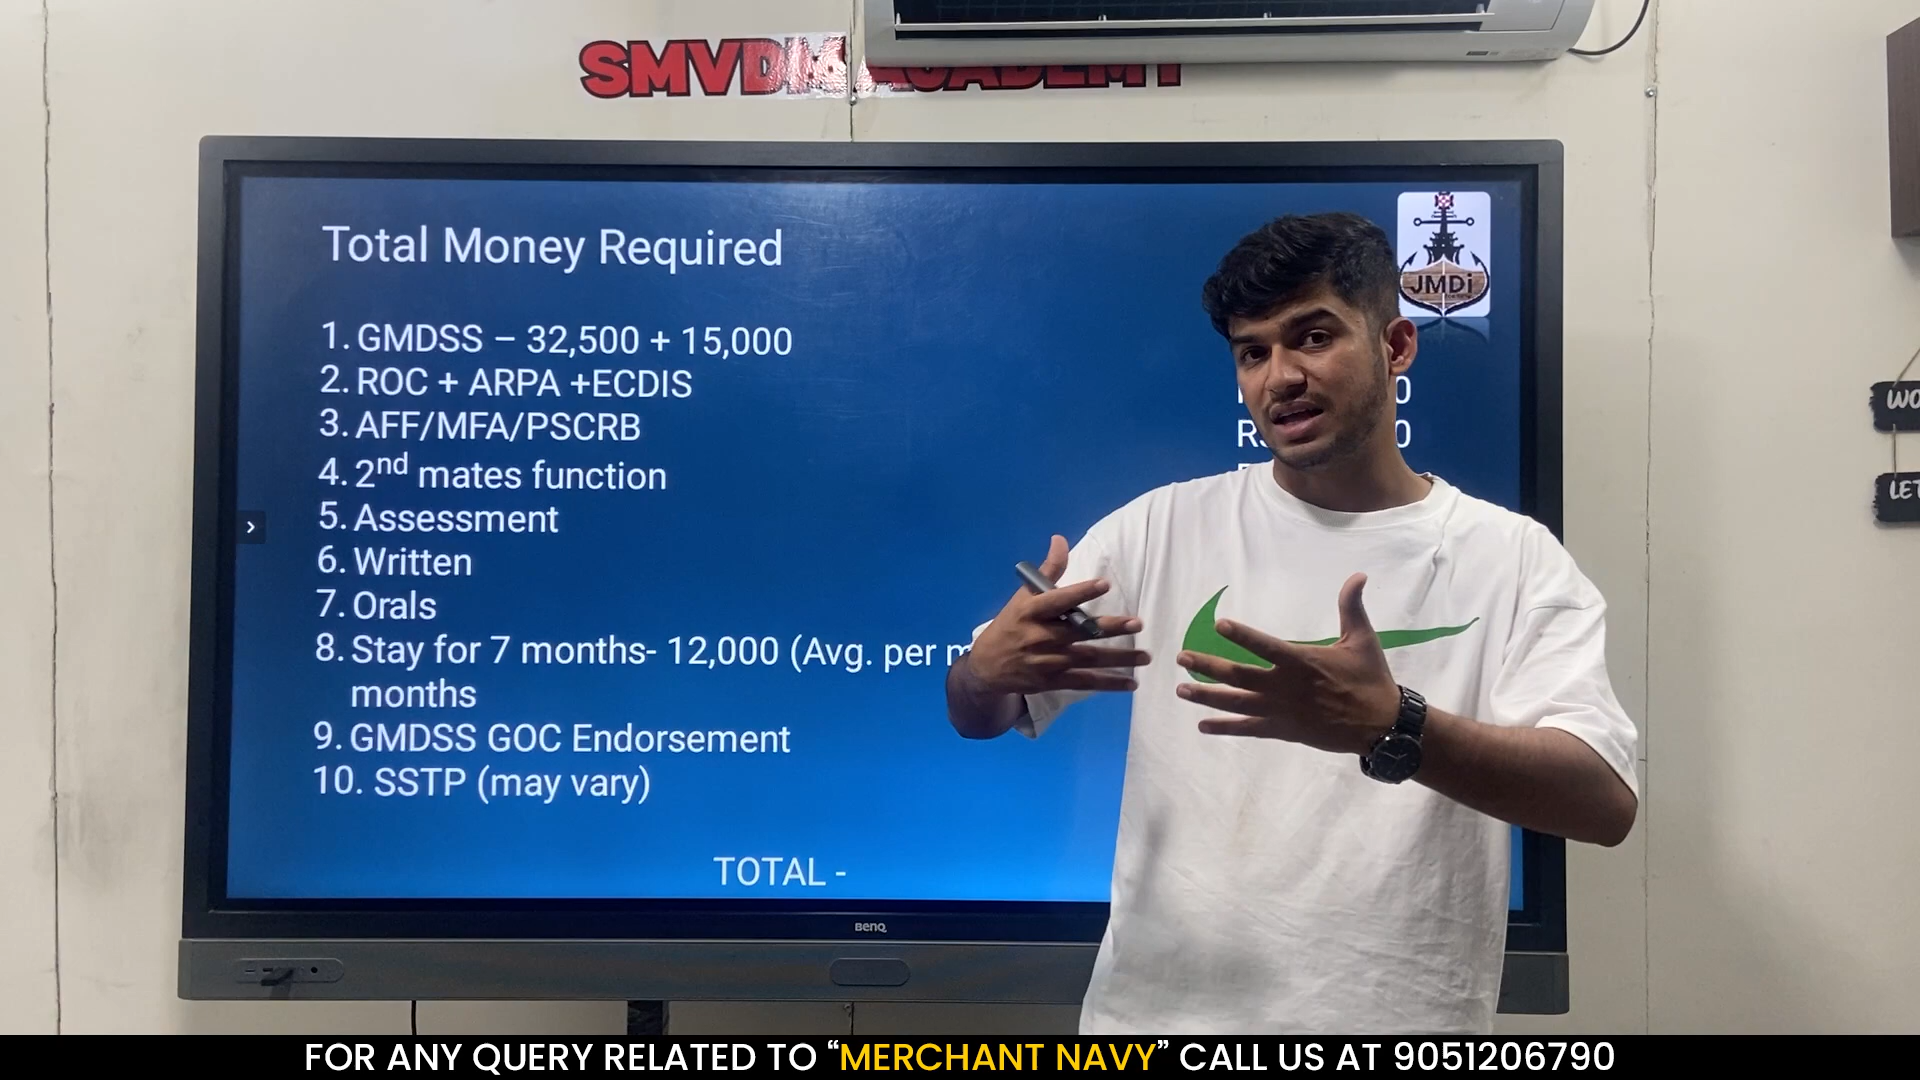 SMVDM ACADEMY
JMDi
Total Money Required
1. GMDSS – 32,500 + 15,000
2. ROC + ARPA +ECDIS
3. AFF/MFA/PSCRB
4. 2nd mates function
5. Assessment
6. Written
7. Orals
8. Stay for 7 months- 12,000 (Avg. per
months
9. GMDSS GOC Endorsement
10. SSTP (may vary)
TOTAL -
BenQ
FOR ANY QUERY RELATED TO “MERCHANT NAVY” CALL US AT 9051206790